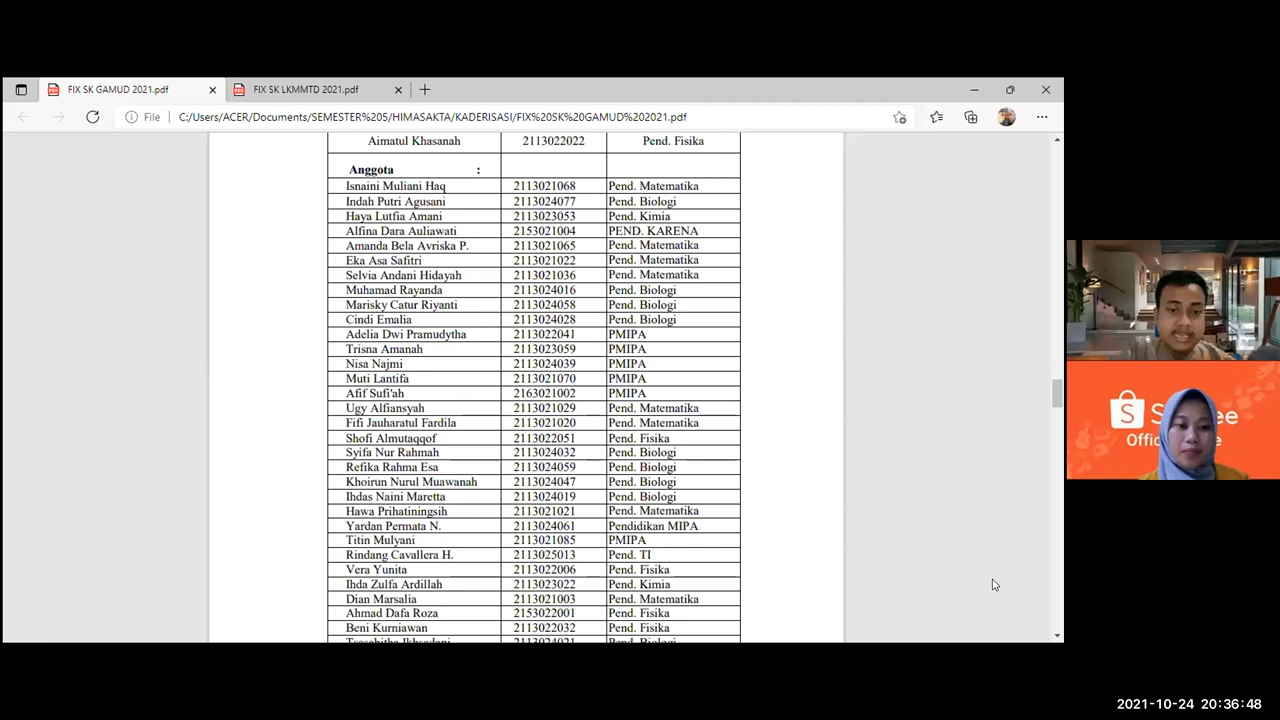 FIX SK GAMUD 2021.pdf
FIX SK LKMMTD 2021.pdf
File C:/Users/ACER/Documents/SEMESTER%205/HIMASAKTA/KADERISASI/FIX%20SK%20GAMUD%202021.pdf
Aimatul Khasanah 2113022022 Pend. Fisika
Anggota :
Isnaini Muliani Haq 2113021068 Pend. Matematika
Indah Putri Agusani 2113024077 Pend. Biologi
Haya Lutfia Amani 2113023053 Pend. Kimia
Alfina Dara Auliawati 2153021004 PEND. KARENA
Amanda Bela Avriska P. 2113021065 Pend. Matematika
Eka Asa Safitri 2113021022 Pend. Matematika
Selvia Andani Hidayah 2113021036 Pend. Matematika
Muhamad Rayanda 2113024016 Pend. Biologi
Marisky Catur Riyanti 2113024058 Pend. Biologi
Cindi Emalia 2113024028 Pend. Biologi
Adelia Dwi Pramudytha 2113022041 PMIPA
Trisna Amanah 2113023059 PMIPA
Nisa Najmi 2113024039 PMIPA
Muti Lantifa 2113021070 PMIPA
Afif Sufi'ah 2163021002 PMIPA
Ugy Alfiansyah 2113021029 Pend. Matematika
Fifi Jauharatul Fardila 2113021020 Pend. Matematika
Shofi Almutaqqof 2113022051 Pend. Fisika
Syifa Nur Rahmah 2113024032 Pend. Biologi
Refika Rahma Esa 2113024059 Pend. Biologi
Khoirun Nurul Muawanah 2113024047 Pend. Biologi
Ihdas Naini Maretta 2113024019 Pend. Biologi
Hawa Prihatiningsih 2113021021 Pend. Matematika
Yardan Permata N. 2113024061 Pendidikan MIPA
Titin Mulyani 2113021085 PMIPA
Rindang Cavallera H. 2113025013 Pend. TI
Vera Yunita 2113022006 Pend. Fisika
Ihda Zulfa Ardillah 2113023022 Pend. Kimia
Dian Marsalia 2113021003 Pend. Matematika
Ahmad Dafa Roza 2153022001 Pend. Fisika
Beni Kurniawan 2113022032 Pend. Fisika
2113024021 Pend. Biologi
2021-10-24 20:36:48